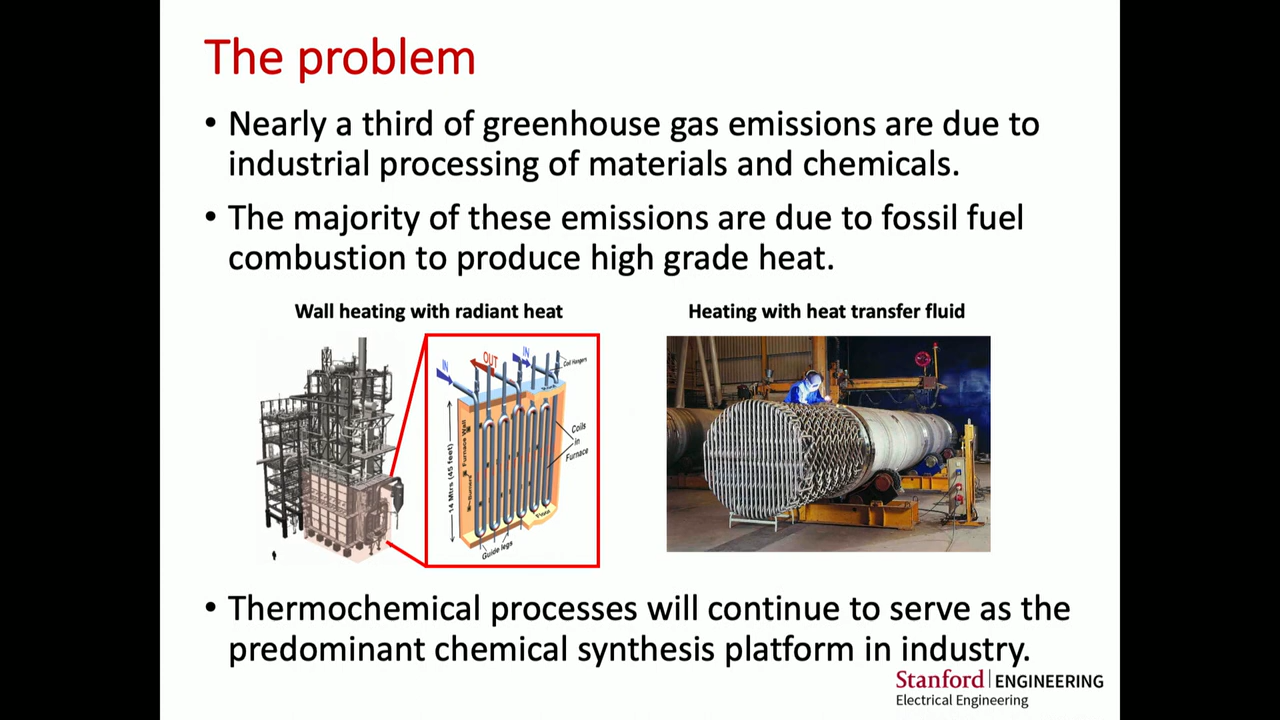 The problem
• Nearly a third of greenhouse gas emissions are due to
industrial processing of materials and chemicals.
• The majority of these emissions are due to fossil fuel
combustion to produce high grade heat.
Wall heating with radiant heat
Heating with heat transfer fluid
IN
OUT
IN
Coil Hangers
14 Mtrs (45 feet)
Furnace Wall
Burners
Coils
in
Furnace
Guide legs
• Thermochemical processes will continue to serve as the
predominant chemical synthesis platform in industry.
Stanford | ENGINEERING
Electrical Engineering